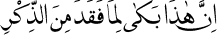 اِنَّ هٰذَا بَكٰى لِمَا فَقَدَ مِنَ الذِّكْرِ